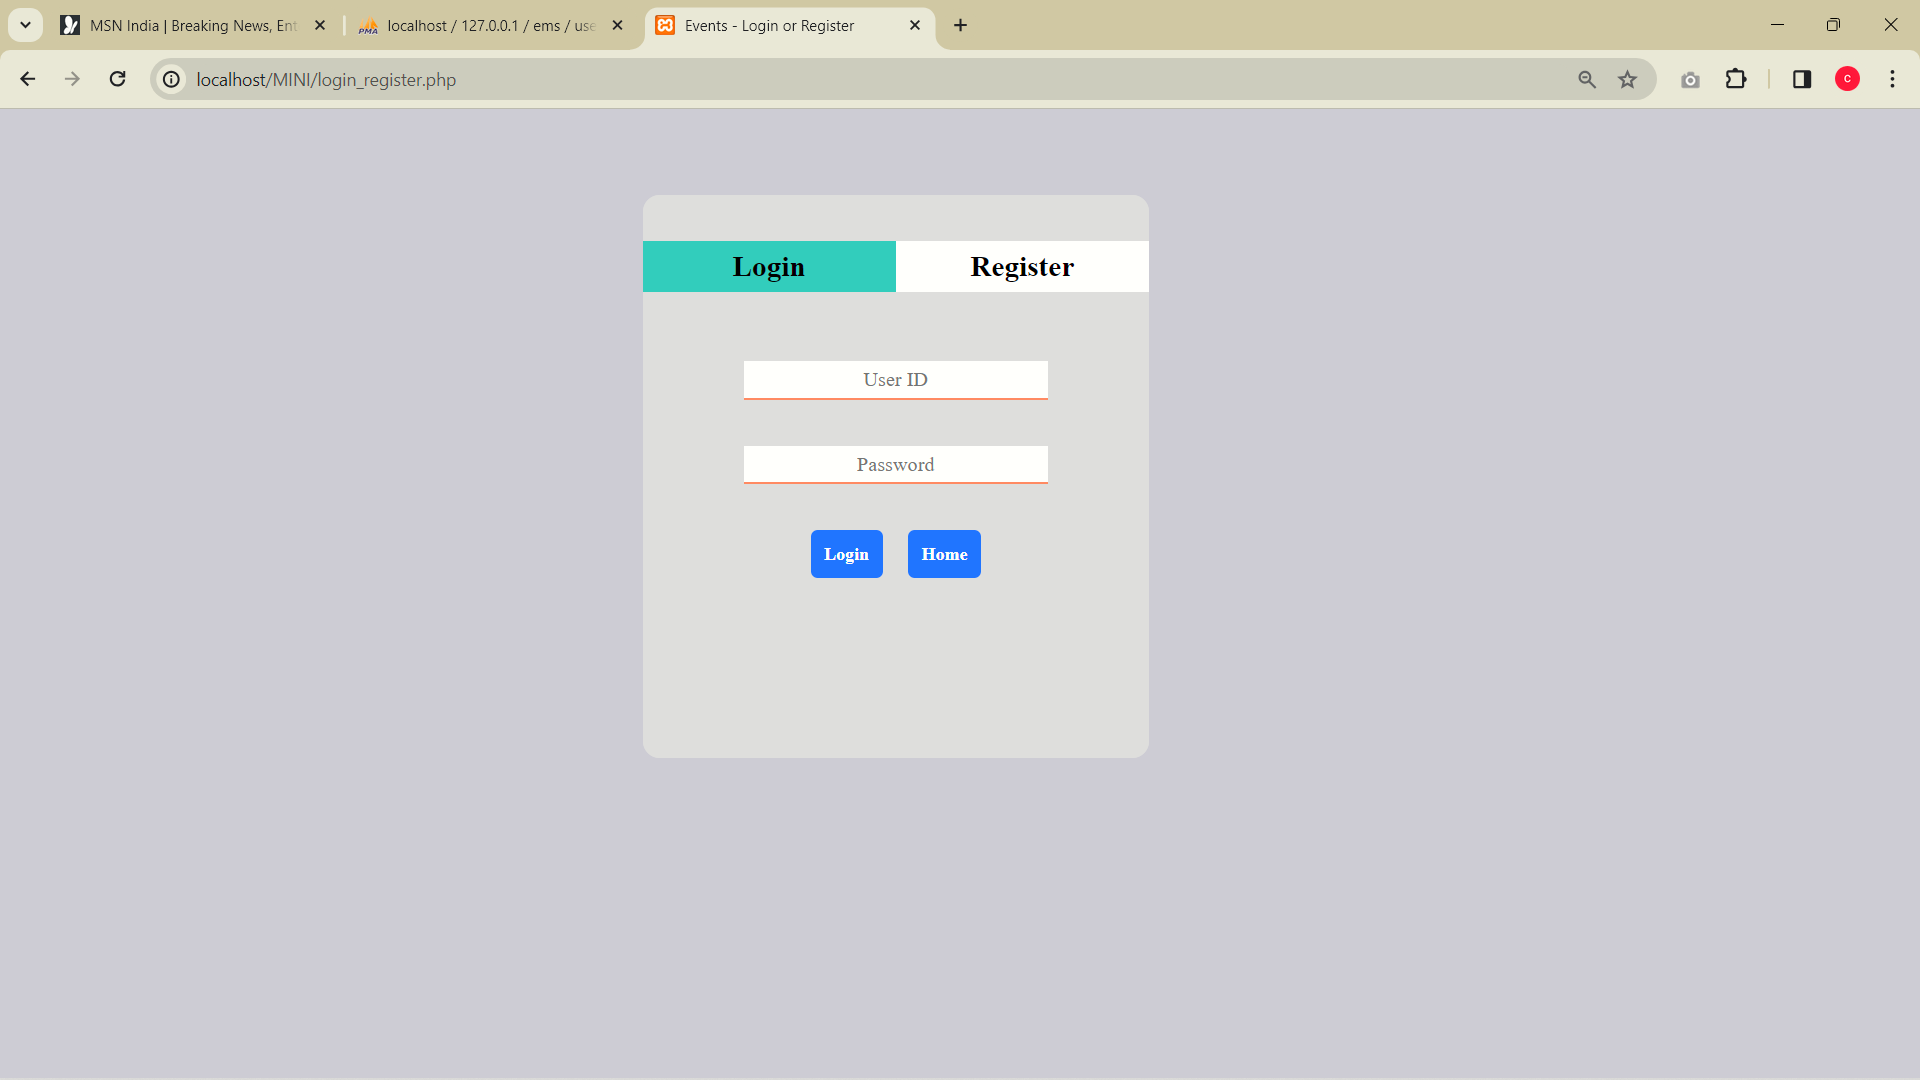 MSN India | Breaking News, Ent
localhost / 127.0.0.1 / ems / use
Events - Login or Register
localhost/MINI/login_register.php
C
Login
Register
User ID
Password
Login
Home